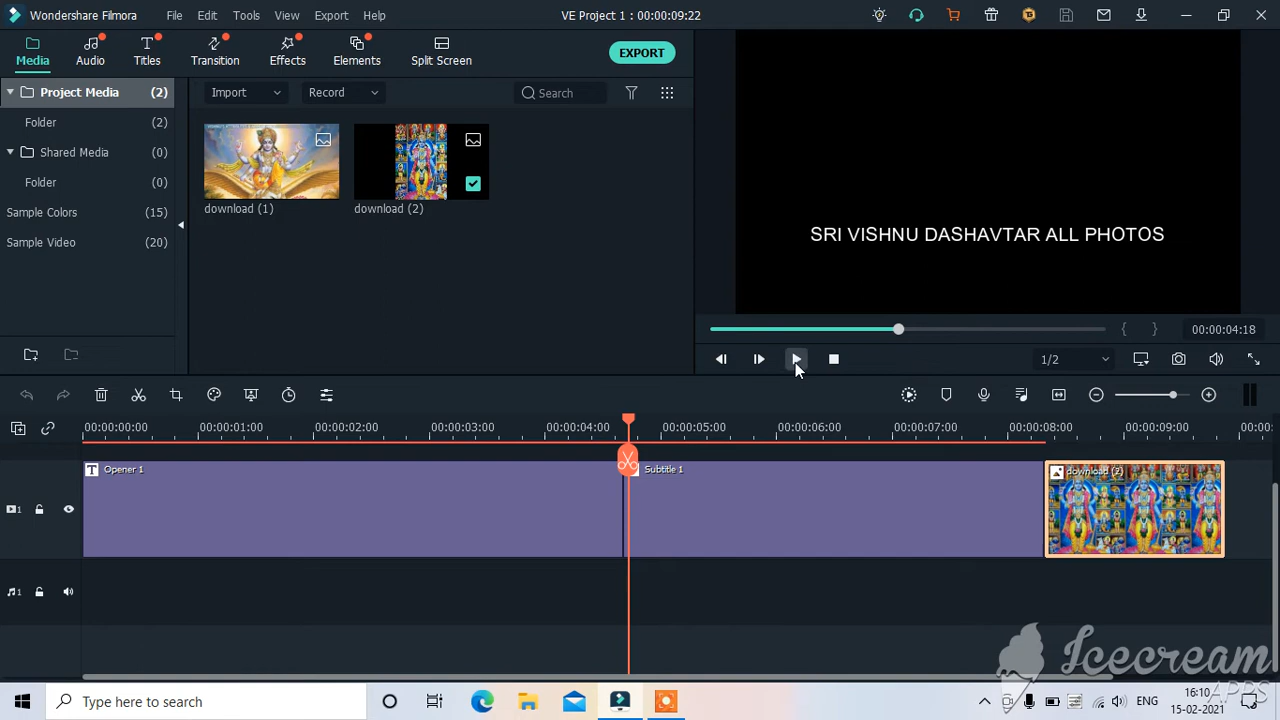 Wondershare Filmora File Edit Tools View Export Help VE Project 1 : 00:00:09:22
Media Audio Titles Transition Effects Elements Split Screen EXPORT
Project Media (2)
Folder (2)
Shared Media (0)
Folder (0)
Sample Colors (15)
Sample Video (20)
Import Record Search
download (1) download (2)
SRI VISHNU DASHAVTAR ALL PHOTOS
00:00:04:18
1/2
00:00:00:00 00:00:01:00 00:00:02:00 00:00:03:00 00:00:04:00 00:00:05:00 00:00:06:00 00:00:07:00 00:00:08:00 00:00:09:00 00:00:
Opener 1 Subtitle 1 download (2)
1
1
Icecream
APPS
Type here to search ENG 16:10
15-02-2021